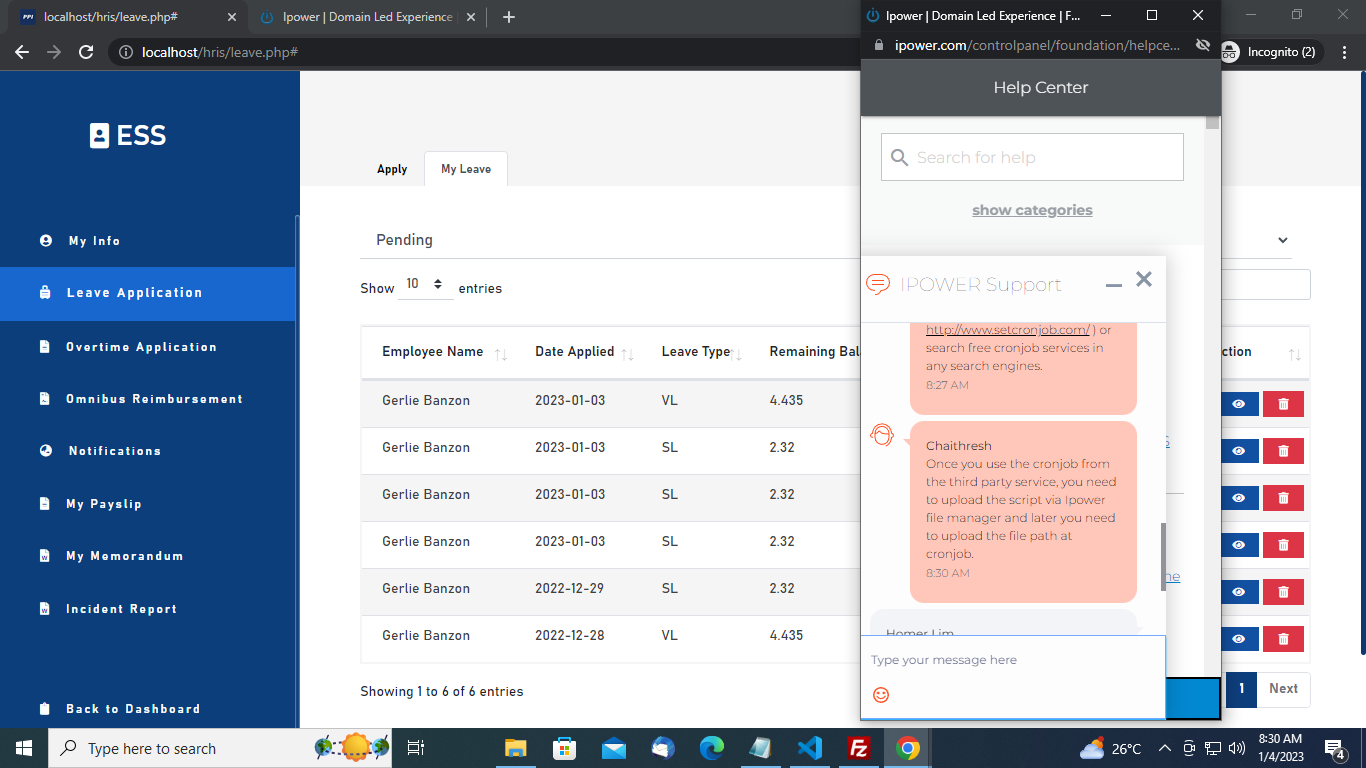 localhost/hris/leave.php#
Ipower | Domain Led Experience
Ipower | Domain Led Experience | F...
localhost/hris/leave.php#
ipower.com/controlpanel/foundation/helpce...
Incognito (2)
ESS
My Info
Leave Application
Overtime Application
Omnibus Reimbursement
Notifications
My Payslip
My Memorandum
Incident Report
Back to Dashboard
Apply
My Leave
Pending
Show 10 entries
Employee Name Date Applied Leave Type Remaining Bala ction
Gerlie Banzon 2023-01-03 VL 4.435
Gerlie Banzon 2023-01-03 SL 2.32
Gerlie Banzon 2023-01-03 SL 2.32
Gerlie Banzon 2023-01-03 SL 2.32
Gerlie Banzon 2022-12-29 SL 2.32
Gerlie Banzon 2022-12-28 VL 4.435
Showing 1 to 6 of 6 entries
1 Next
Help Center
Search for help
show categories
IPOWER Support
http://www.setcronjob.com/ ) or
search free cronjob services in
any search engines.
8:27 AM
Chaithresh
Once you use the cronjob from
the third party service, you need
to upload the script via Ipower
file manager and later you need
to upload the file path at
cronjob.
8:30 AM
Homer Lim
Type your message here
Type here to search
26°C
8:30 AM
1/4/2023
4